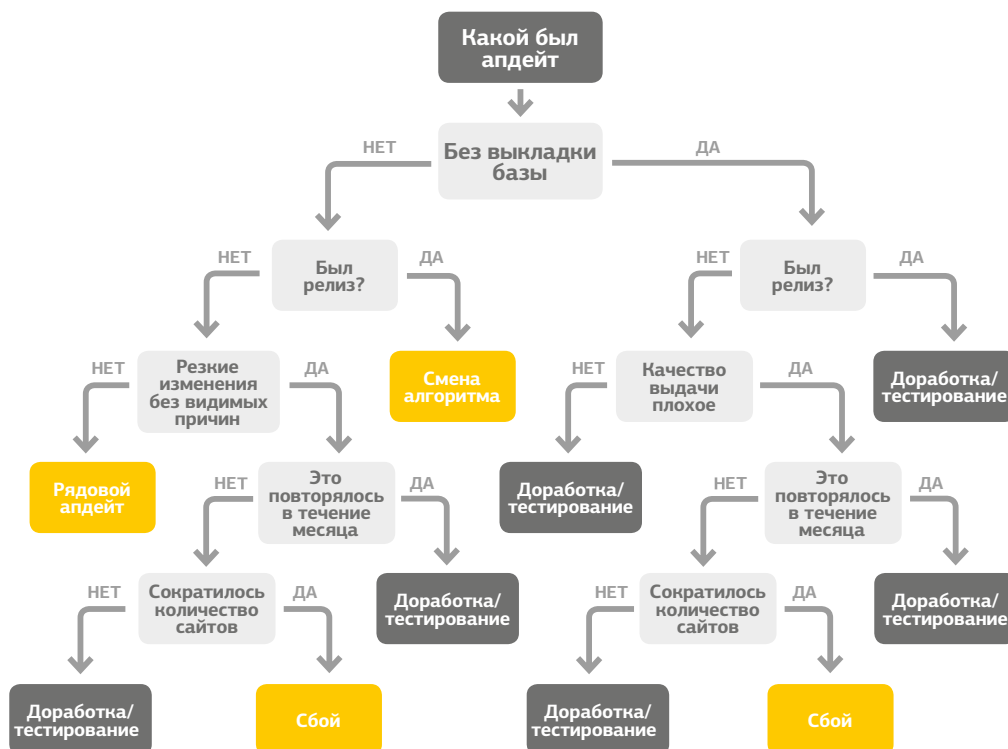 Какой был
апдейт
НЕТ
Без выкладки
базы
ДА
НЕТ
Был
релиз?
ДА
НЕТ
Был
релиз?
ДА
НЕТ
Резкие
изменения
без видимых
причин
ДА
Смена
алгоритма
НЕТ
Качество
выдачи
плохое
ДА
Доработка/
тестирование
Рядовой
апдейт
НЕТ
Это
повторялось
в течение
месяца
ДА
Доработка/
тестирование
НЕТ
Это
повторялось
в течение
месяца
ДА
НЕТ
Сократилось
количество
сайтов
ДА
Доработка/
тестирование
НЕТ
Сократилось
количество
сайтов
ДА
Доработка/
тестирование
Доработка/
тестирование
Сбой
Доработка/
тестирование
Сбой